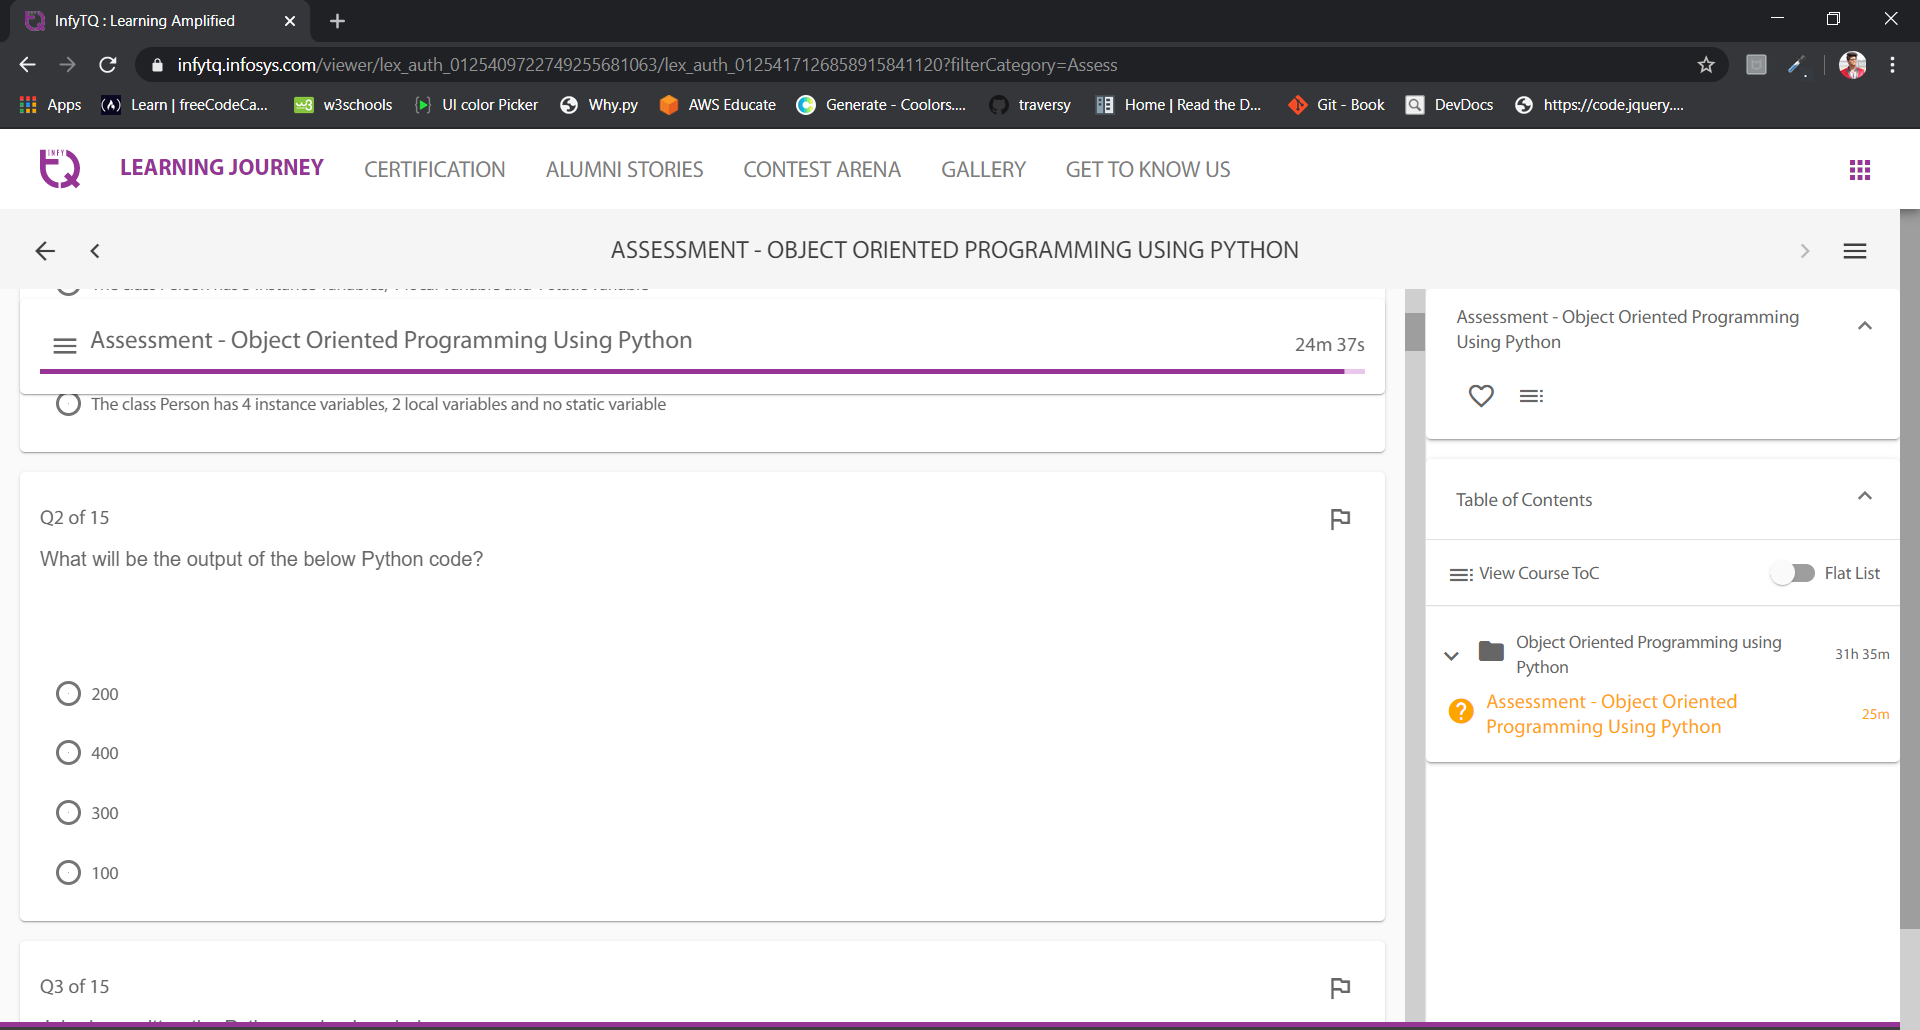 InfyTQ : Learning Amplified
infytq.infosys.com/viewer/lex_auth_0125409722749255681063/lex_auth_0125417126858915841120?filterCategory=Assess
Apps
Learn | freeCodeCa...
w3schools
UI color Picker
Why.py
AWS Educate
Generate - Coolors....
traversy
Home | Read the D...
Git - Book
DevDocs
https://code.jquery....
INFY
TQ
LEARNING JOURNEY
CERTIFICATION
ALUMNI STORIES
CONTEST ARENA
GALLERY
GET TO KNOW US
ASSESSMENT - OBJECT ORIENTED PROGRAMMING USING PYTHON
Assessment - Object Oriented Programming Using Python
24m 37s
The class Person has 4 instance variables, 2 local variables and no static variable
Q2 of 15
What will be the output of the below Python code?
200
400
300
100
Q3 of 15
Assessment - Object Oriented Programming
Using Python
Table of Contents
View Course ToC
Flat List
Object Oriented Programming using
Python
31h 35m
Assessment - Object Oriented
Programming Using Python
25m